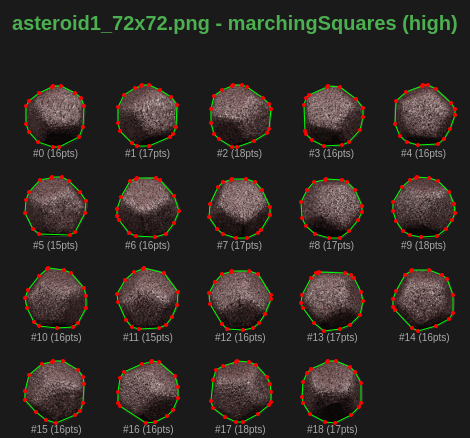 asteroid1_72x72.png - marchingSquares (high)
#0 (16pts) #1 (17pts) #2 (18pts) #3 (16pts) #4 (16pts)
#5 (15pts) #6 (16pts) #7 (17pts) #8 (17pts) #9 (18pts)
#10 (16pts) #11 (15pts) #12 (16pts) #13 (17pts) #14 (16pts)
#15 (16pts) #16 (16pts) #17 (18pts) #18 (17pts)